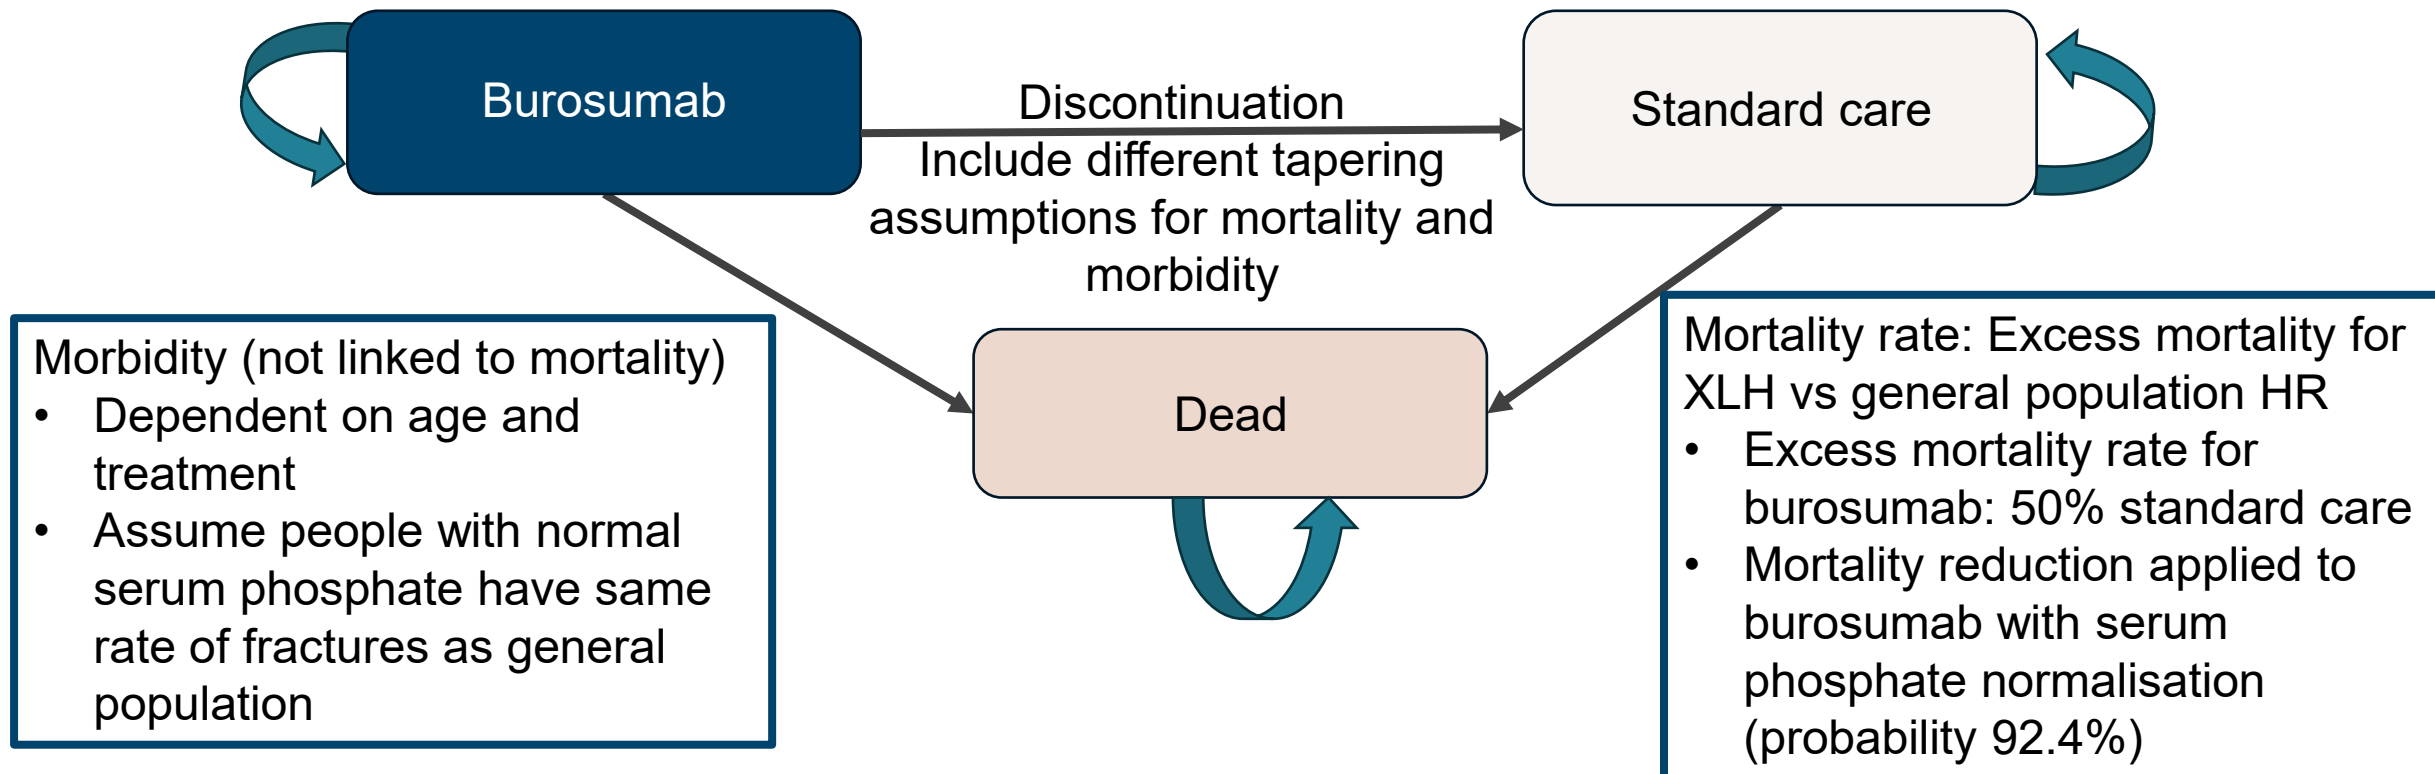 Burosumab
Discontinuation
Include different tapering
assumptions for mortality and
morbidity
Standard care
Dead
Morbidity (not linked to mortality)
• Dependent on age and
treatment
• Assume people with normal
serum phosphate have same
rate of fractures as general
population
Mortality rate: Excess mortality for
XLH vs general population HR
• Excess mortality rate for
burosumab: 50% standard care
• Mortality reduction applied to
burosumab with serum
phosphate normalisation
(probability 92.4%)